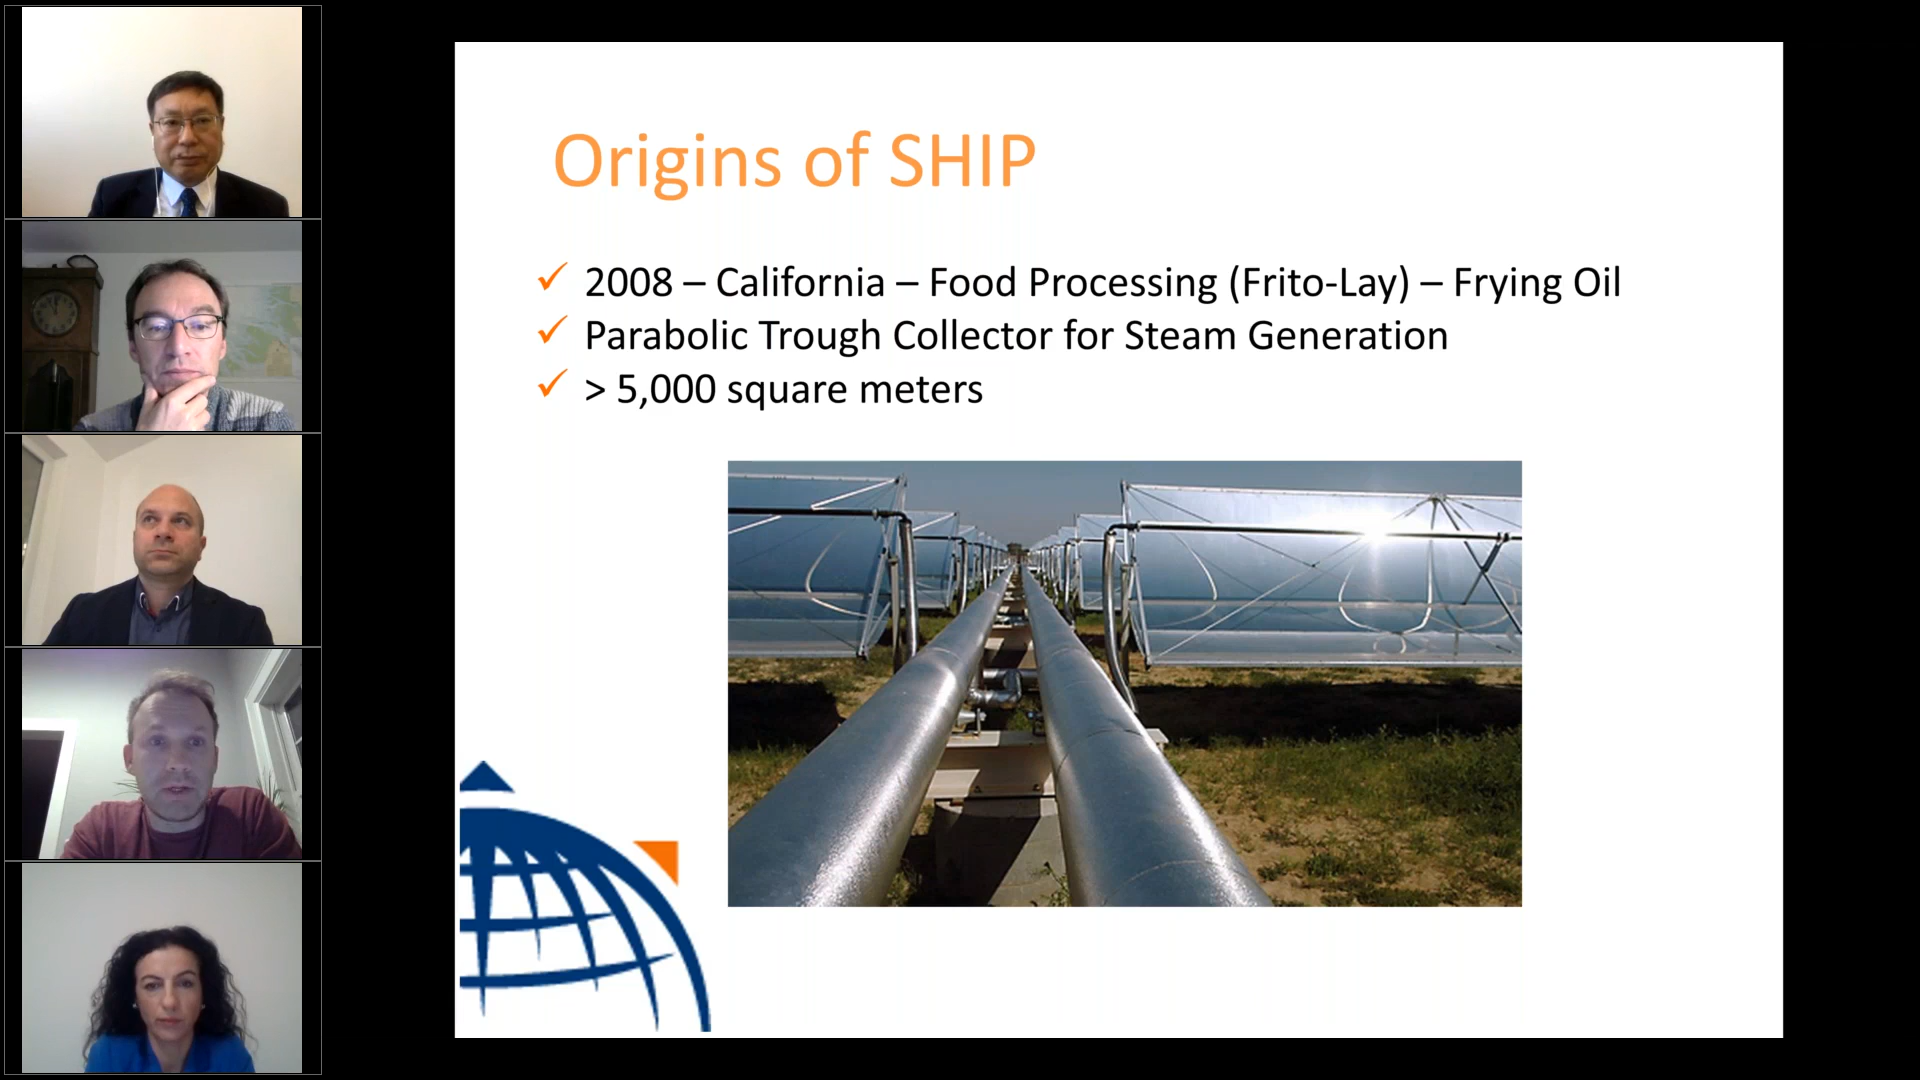 Origins of SHIP
✓ 2008 – California – Food Processing (Frito-Lay) – Frying Oil
✓ Parabolic Trough Collector for Steam Generation
✓ > 5,000 square meters